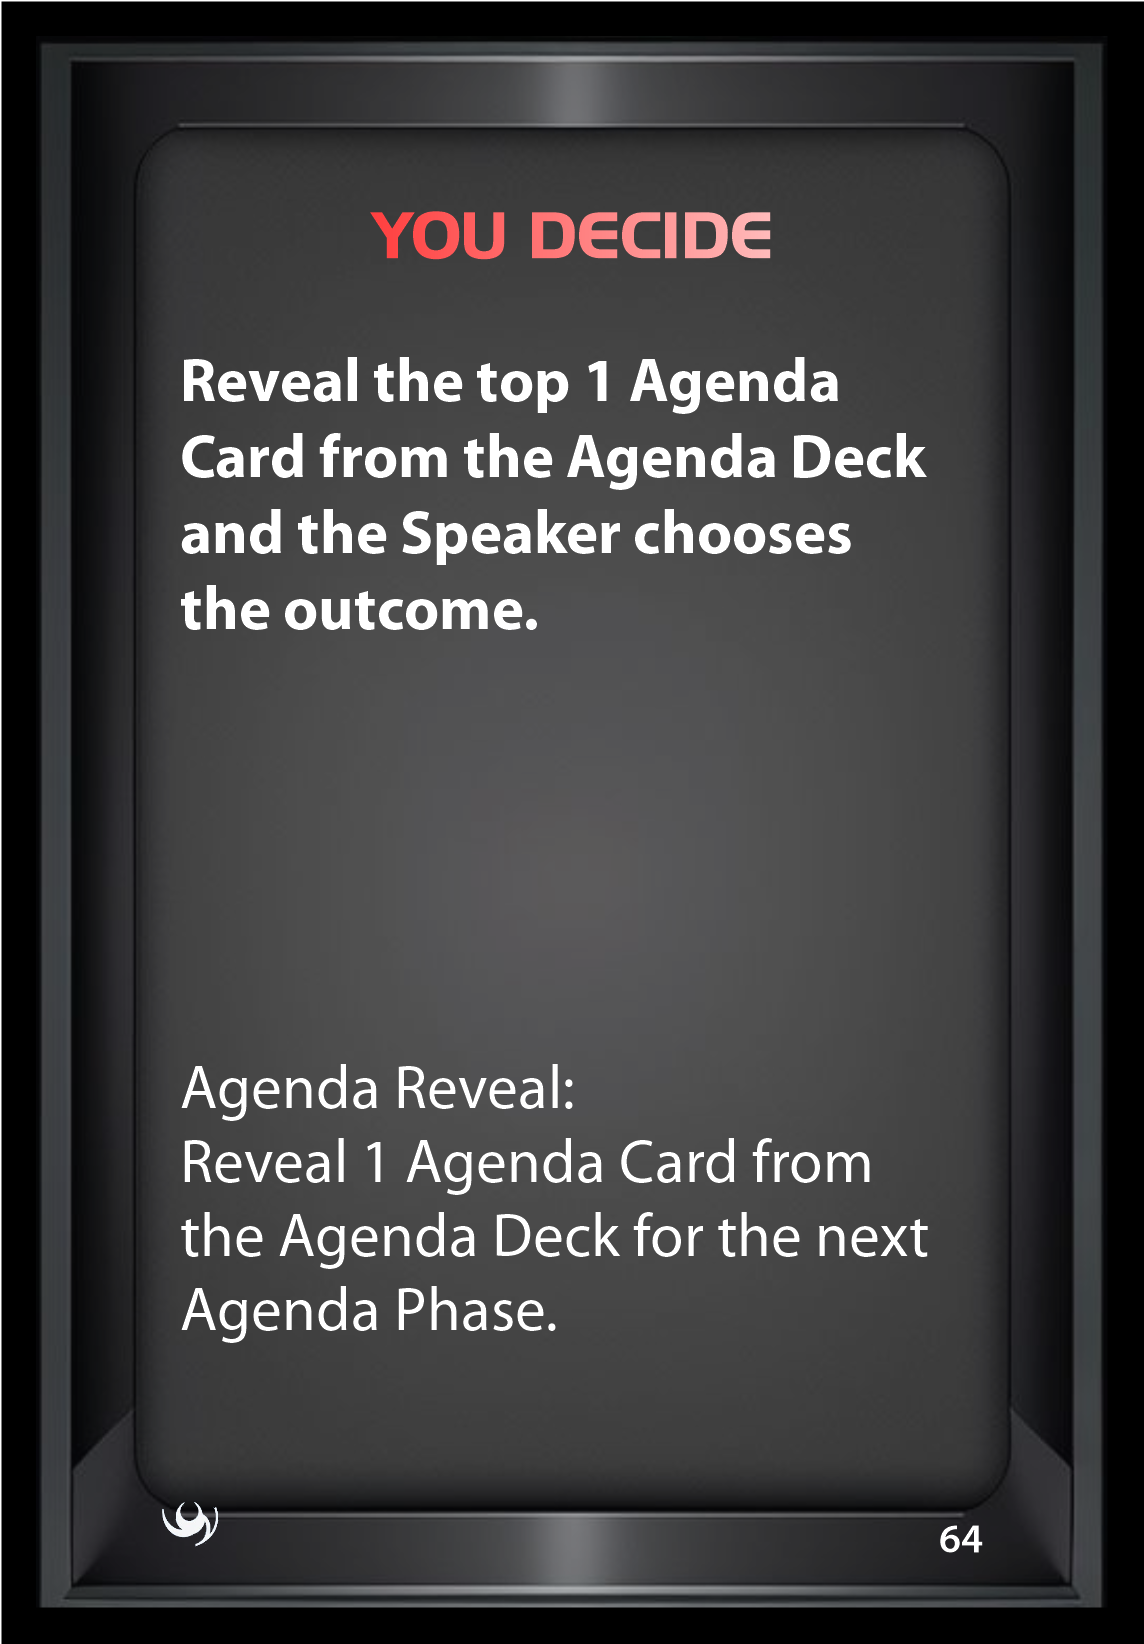 YOU DECIDE
Reveal the top 1 Agenda
Card from the Agenda Deck
and the Speaker chooses
the outcome.
Agenda Reveal:
Reveal 1 Agenda Card from
the Agenda Deck for the next
Agenda Phase.
64